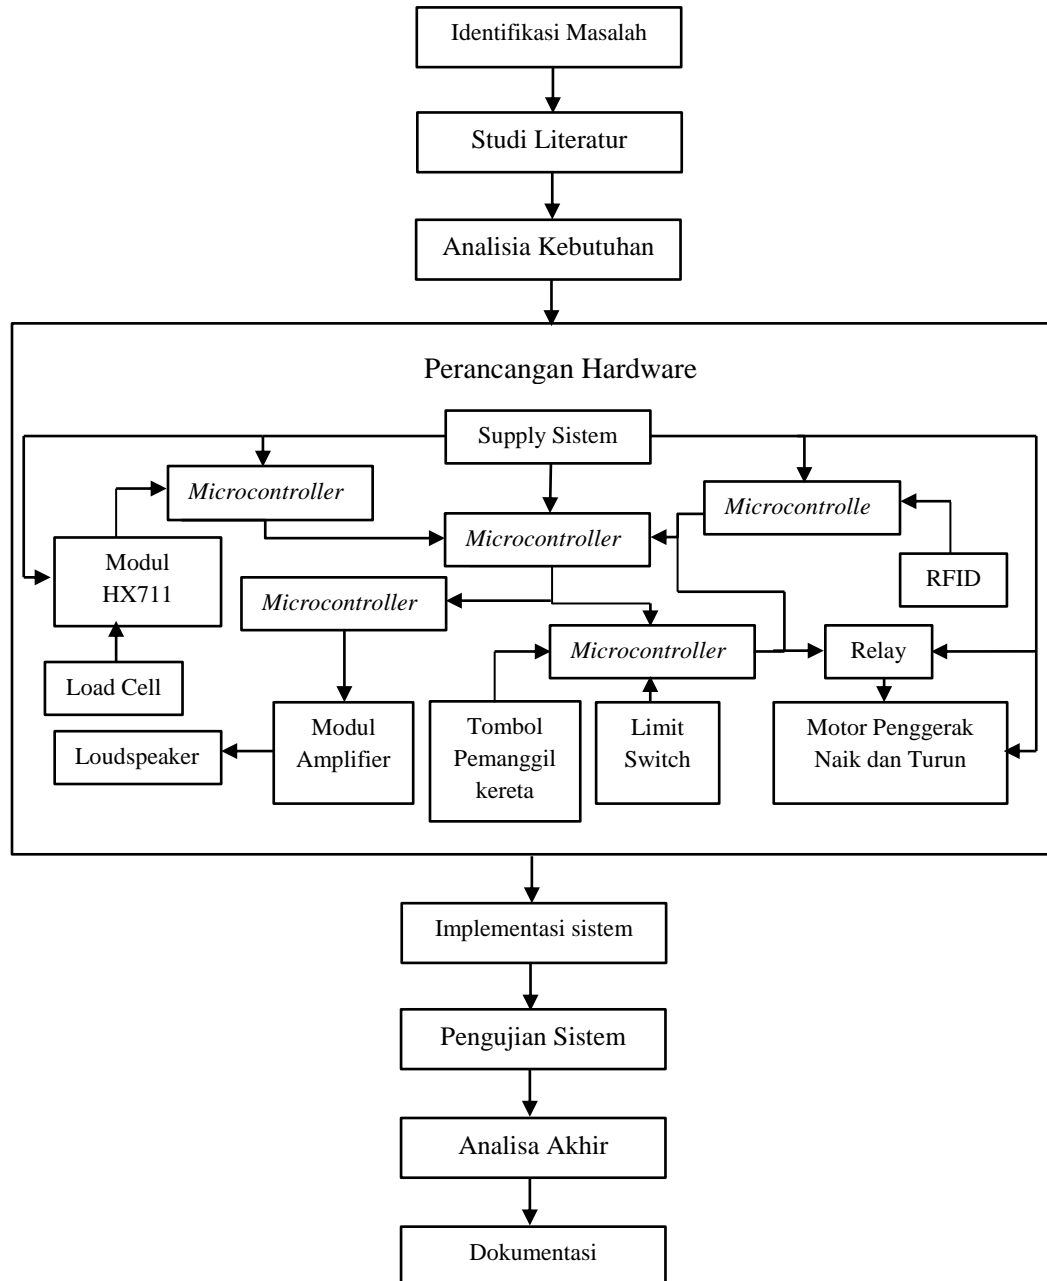 Identifikasi Masalah
Studi Literatur
Analisia Kebutuhan
Perancangan Hardware
Supply Sistem
Microcontroller
Microcontrolle
Microcontroller
Modul
HX711
RFID
Microcontroller
Microcontroller
Relay
Load Cell
Loudspeaker
Modul
Amplifier
Tombol
Pemanggil
kereta
Limit
Switch
Motor Penggerak
Naik dan Turun
Implementasi sistem
Pengujian Sistem
Analisa Akhir
Dokumentasi